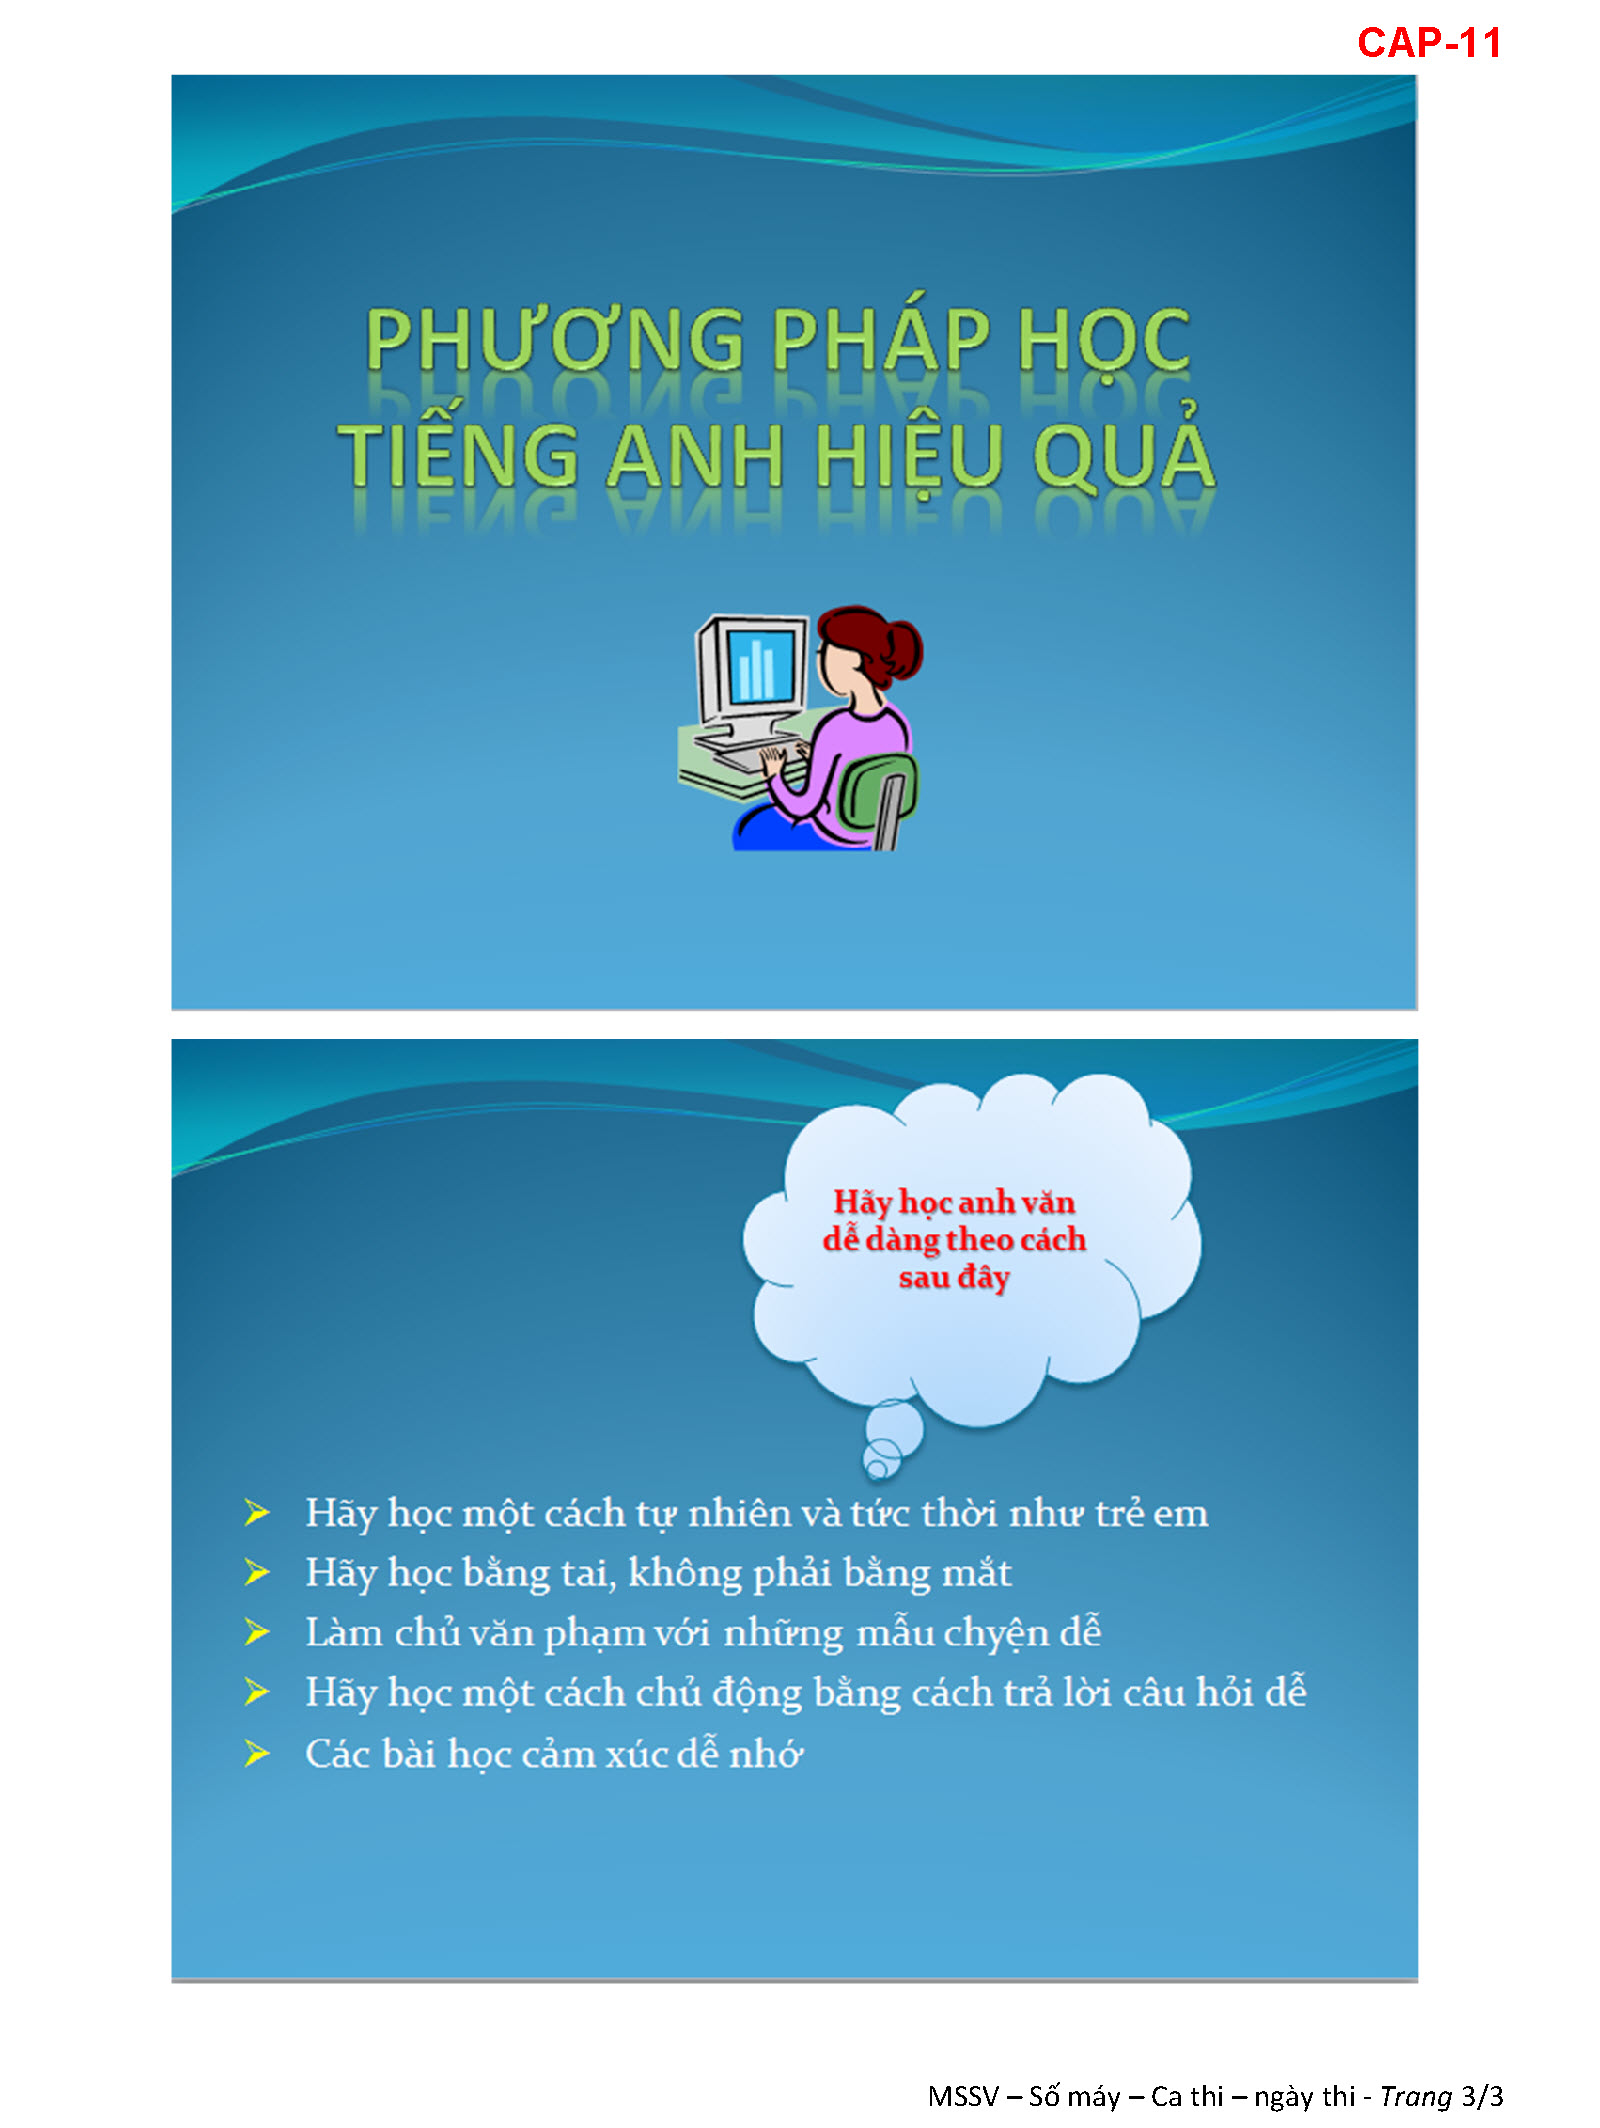 CAP-11
PHƯƠNG PHÁP HỌC
TIẾNG ANH HIỆU QUẢ
Hãy học anh văn
dễ dàng theo cách
sau đây
Hãy học một cách tự nhiên và tức thời như trẻ em
Hãy học bằng tai, không phải bằng mắt
Làm chủ văn phạm với những mẫu chyện dễ
Hãy học một cách chủ động bằng cách trả lời câu hỏi dễ
Các bài học cảm xúc dễ nhớ
MSSV – Số máy – Ca thi – ngày thi - Trang 3/3